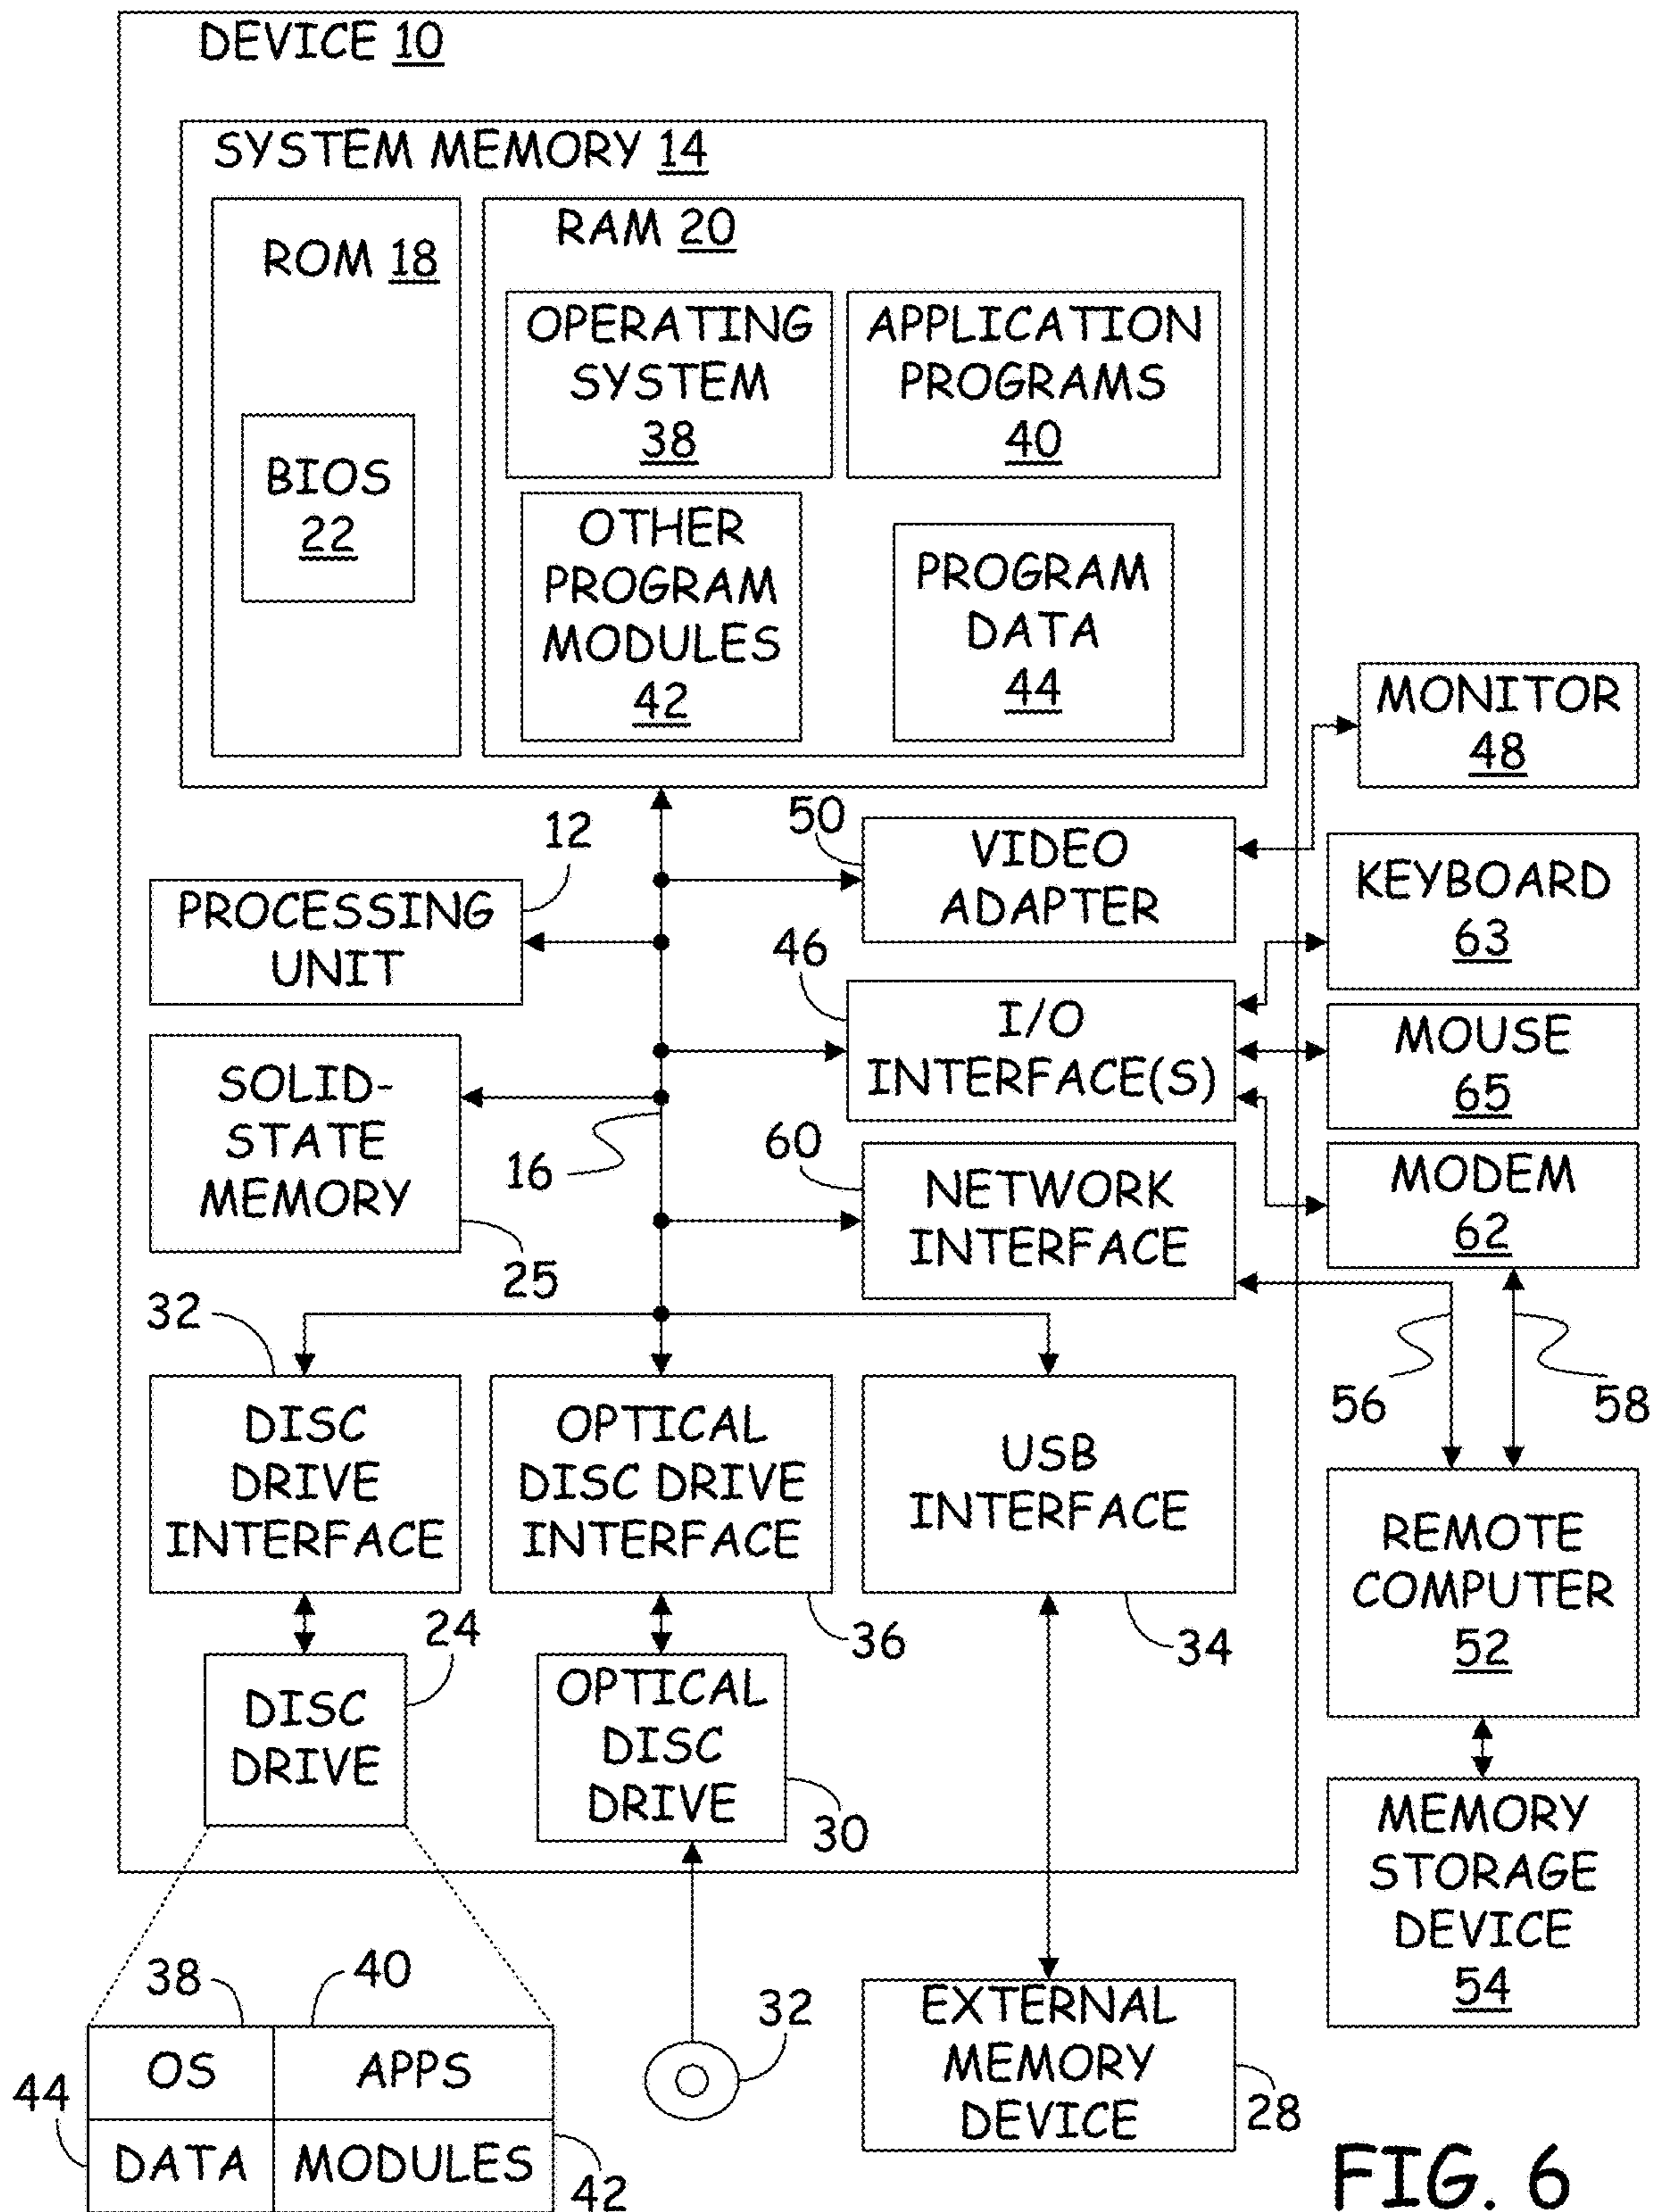 DEVICE 10
SYSTEM MEMORY 14
ROM 18
BIOS
22
RAM 20
OPERATING
SYSTEM
38
APPLICATION
PROGRAMS
40
OTHER
PROGRAM
MODULES
42
PROGRAM
DATA
44
MONITOR
48
12
PROCESSING
UNIT
50
VIDEO
ADAPTER
KEYBOARD
63
46
I/O
INTERFACE(S)
MOUSE
65
SOLID-
STATE
MEMORY
25
16
60
NETWORK
INTERFACE
MODEM
62
56
58
32
DISC
DRIVE
INTERFACE
OPTICAL
DISC DRIVE
INTERFACE
36
USB
INTERFACE
34
REMOTE
COMPUTER
52
24
DISC
DRIVE
OPTICAL
DISC
DRIVE
30
MEMORY
STORAGE
DEVICE
54
38
40
OS
APPS
44
DATA
MODULES
42
32
EXTERNAL
MEMORY
DEVICE
28
FIG. 6